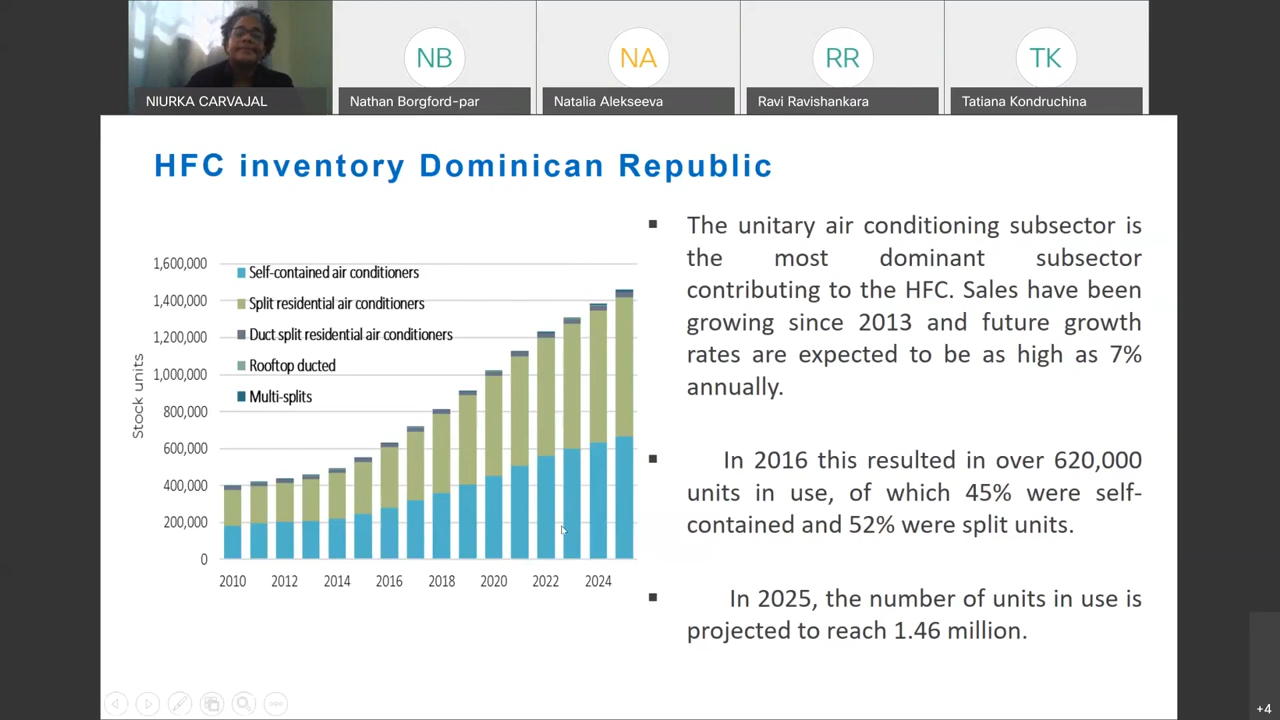 NB
NA
RR
TK
NIURKA CARVAJAL
Nathan Borgford-par
Natalia Alekseeva
Ravi Ravishankara
Tatiana Kondruchina
HFC inventory Dominican Republic
1,600,000
1,400,000
1,200,000
1,000,000
800,000
600,000
400,000
200,000
0
Stock units
Self-contained air conditioners
Split residential air conditioners
Duct split residential air conditioners
Rooftop ducted
Multi-splits
2010 2012 2014 2016 2018 2020 2022 2024
▪ The unitary air conditioning subsector is
the most dominant subsector
contributing to the HFC. Sales have been
growing since 2013 and future growth
rates are expected to be as high as 7%
annually.
▪ In 2016 this resulted in over 620,000
units in use, of which 45% were self-
contained and 52% were split units.
▪ In 2025, the number of units in use is
projected to reach 1.46 million.
+4